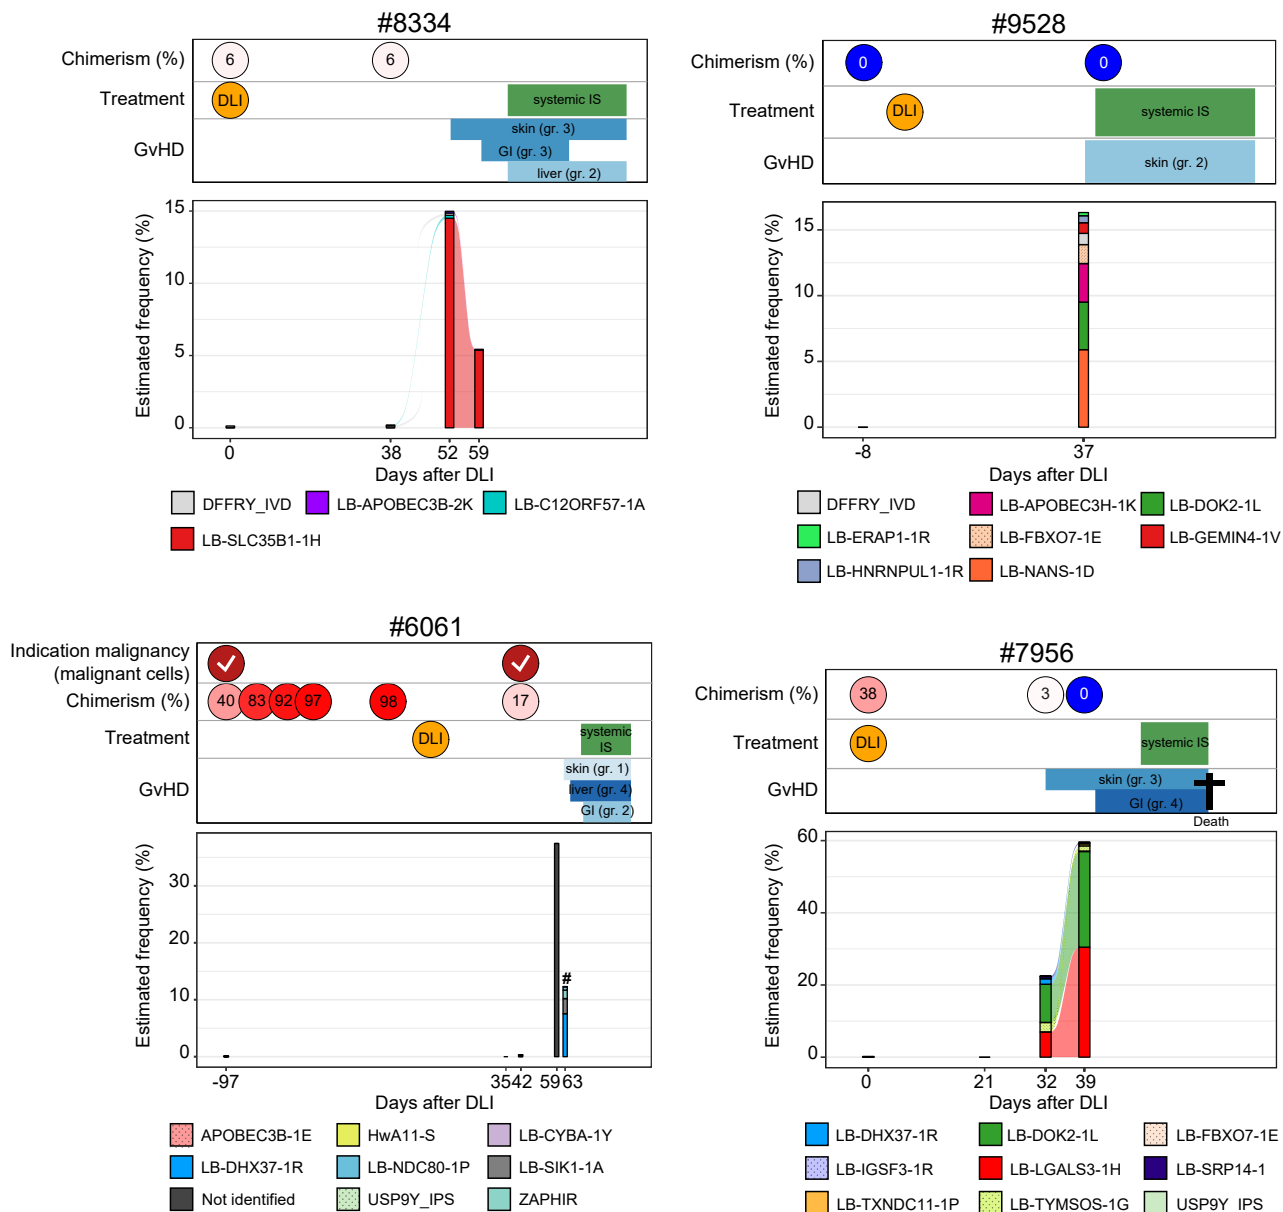 #8334
Chimerism (%)
6
6
Treatment
DLI
systemic IS
GvHD
skin (gr. 3)
GI (gr. 3)
liver (gr. 2)
Estimated frequency (%)
15
10
5
0
0
38
52
59
Days after DLI
DFFRY_IVD
LB-APOBEC3B-2K
LB-C12ORF57-1A
LB-SLC35B1-1H
#9528
Chimerism (%)
0
0
Treatment
DLI
systemic IS
GvHD
skin (gr. 2)
Estimated frequency (%)
15
10
5
0
-8
37
Days after DLI
DFFRY_IVD
LB-APOBEC3H-1K
LB-DOK2-1L
LB-ERAP1-1R
LB-FBXO7-1E
LB-GEMIN4-1V
LB-HNRNPUL1-1R
LB-NANS-1D
#6061
Indication malignancy
(malignant cells)
Chimerism (%)
40
83
92
97
98
17
Treatment
DLI
systemic
IS
GvHD
skin (gr. 1)
liver (gr. 4)
GI (gr. 2)
Estimated frequency (%)
30
20
10
0
#
-97
35
42
59
63
Days after DLI
APOBEC3B-1E
HwA11-S
LB-CYBA-1Y
LB-DHX37-1R
LB-NDC80-1P
LB-SIK1-1A
Not identified
USP9Y_IPS
ZAPHIR
#7956
Chimerism (%)
38
3
0
Treatment
DLI
systemic IS
GvHD
skin (gr. 3)
GI (gr. 4)
Death
Estimated frequency (%)
60
40
20
0
0
21
32
39
Days after DLI
LB-DHX37-1R
LB-DOK2-1L
LB-FBXO7-1E
LB-IGSF3-1R
LB-LGALS3-1H
LB-SRP14-1
LB-TXNDC11-1P
LB-TYMSOS-1G
USP9Y IPS